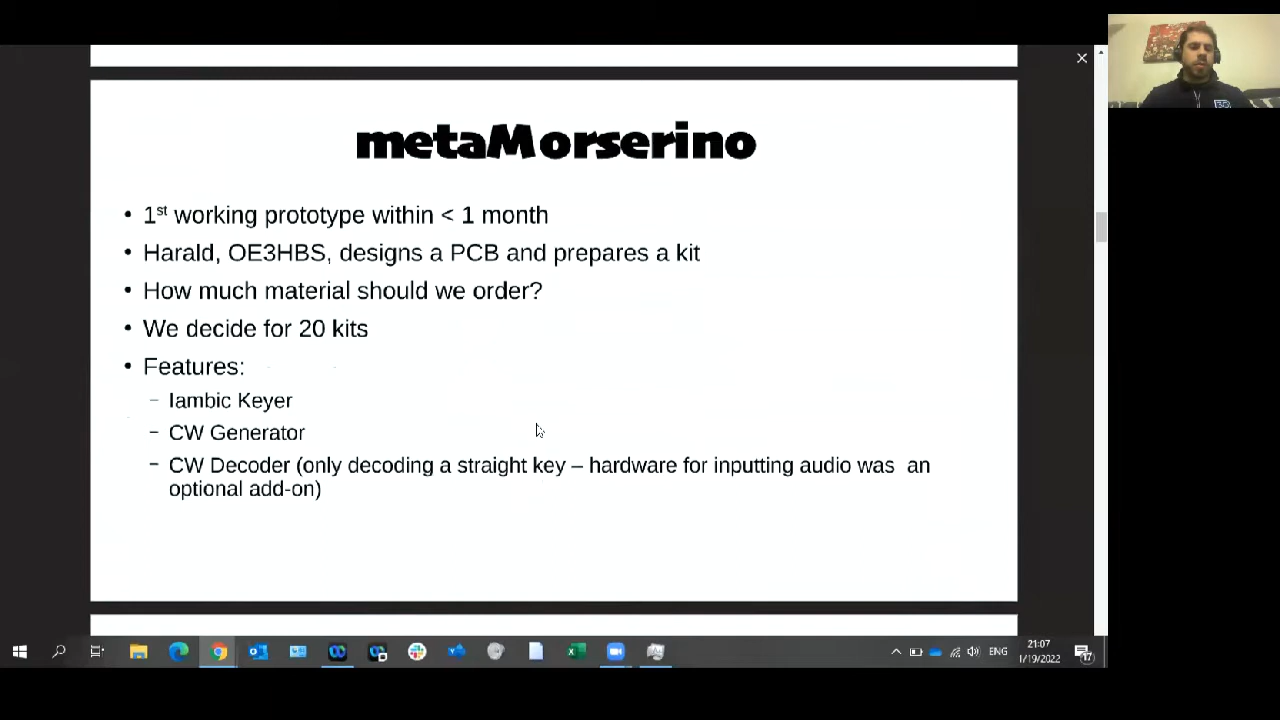 metaMorserino
• 1st working prototype within < 1 month
• Harald, OE3HBS, designs a PCB and prepares a kit
• How much material should we order?
• We decide for 20 kits
• Features:
– Iambic Keyer
– CW Generator
– CW Decoder (only decoding a straight key – hardware for inputting audio was an
optional add-on)
ENG
21:07
1/19/2022
17